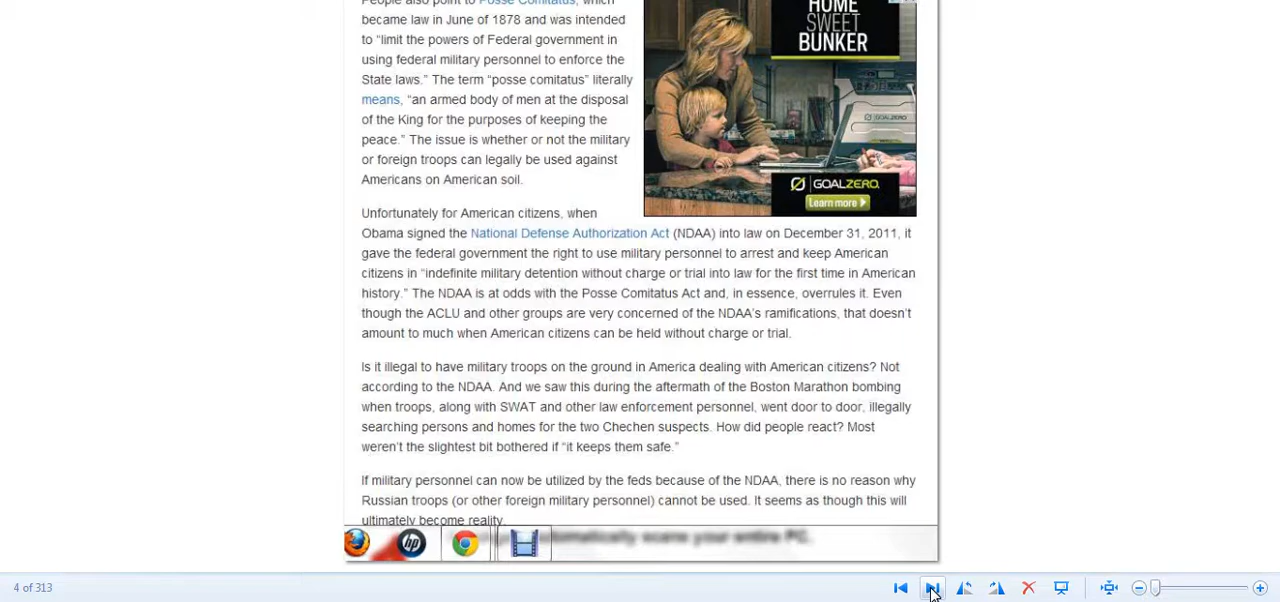 People also point to Posse Comitatus, which
became law in June of 1878 and was intended
to “limit the powers of Federal government in
using federal military personnel to enforce the
State laws.” The term “posse comitatus” literally
means, “an armed body of men at the disposal
of the King for the purposes of keeping the
peace.” The issue is whether or not the military
or foreign troops can legally be used against
Americans on American soil.
HOME
SWEET
BUNKER
GOALZERO
GOALZERO.
Learn more
Unfortunately for American citizens, when
Obama signed the National Defense Authorization Act (NDAA) into law on December 31, 2011, it
gave the federal government the right to use military personnel to arrest and keep American
citizens in “indefinite military detention without charge or trial into law for the first time in American
history.” The NDAA is at odds with the Posse Comitatus Act and, in essence, overrules it. Even
though the ACLU and other groups are very concerned of the NDAA’s ramifications, that doesn’t
amount to much when American citizens can be held without charge or trial.
Is it illegal to have military troops on the ground in America dealing with American citizens? Not
according to the NDAA. And we saw this during the aftermath of the Boston Marathon bombing
when troops, along with SWAT and other law enforcement personnel, went door to door, illegally
searching persons and homes for the two Chechen suspects. How did people react? Most
weren’t the slightest bit bothered if “it keeps them safe.”
If military personnel can now be utilized by the feds because of the NDAA, there is no reason why
Russian troops (or other foreign military personnel) cannot be used. It seems as though this will
ultimately become reality.
hp
automatically scans your entire PC.
4 of 313